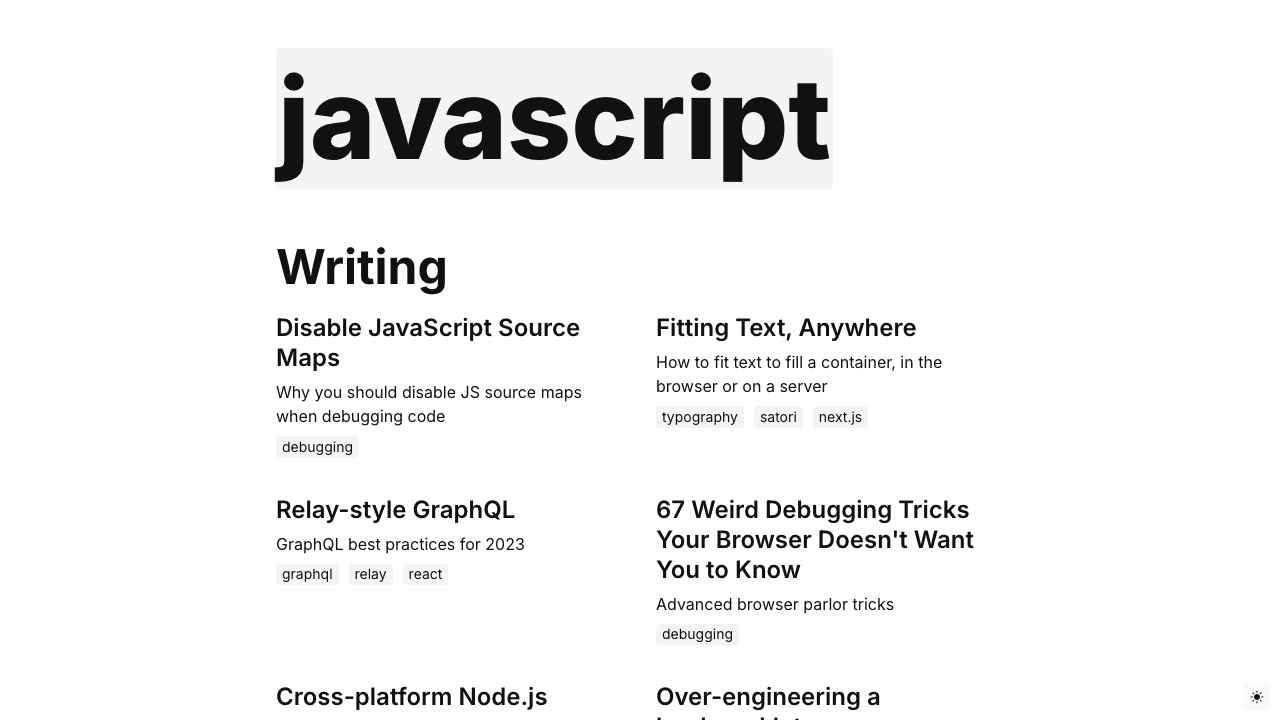 javascript
Writing
Disable JavaScript Source
Maps
Why you should disable JS source maps
when debugging code
debugging
Fitting Text, Anywhere
How to fit text to fill a container, in the
browser or on a server
typography satori next.js
Relay-style GraphQL
GraphQL best practices for 2023
graphql relay react
67 Weird Debugging Tricks
Your Browser Doesn't Want
You to Know
Advanced browser parlor tricks
debugging
Cross-platform Node.js
Over-engineering a